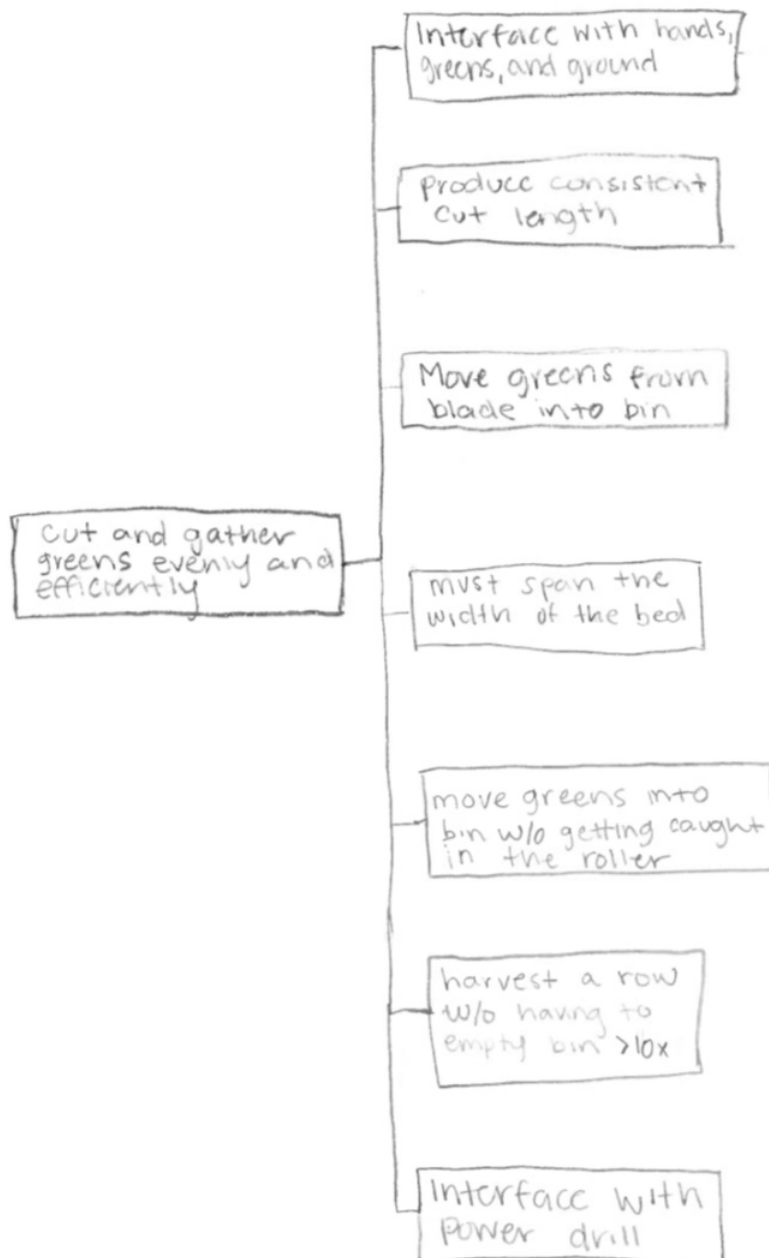 Interface with hands,
greens, and ground
produce consistent
cut length
Move greens from
blade into bin
cut and gather
greens evenly and
efficiently
must span the
width of the bed
move greens into
bin w/o getting caught
in the roller
harvest a row
w/o having to
empty bin >10x
Interface with
power drill